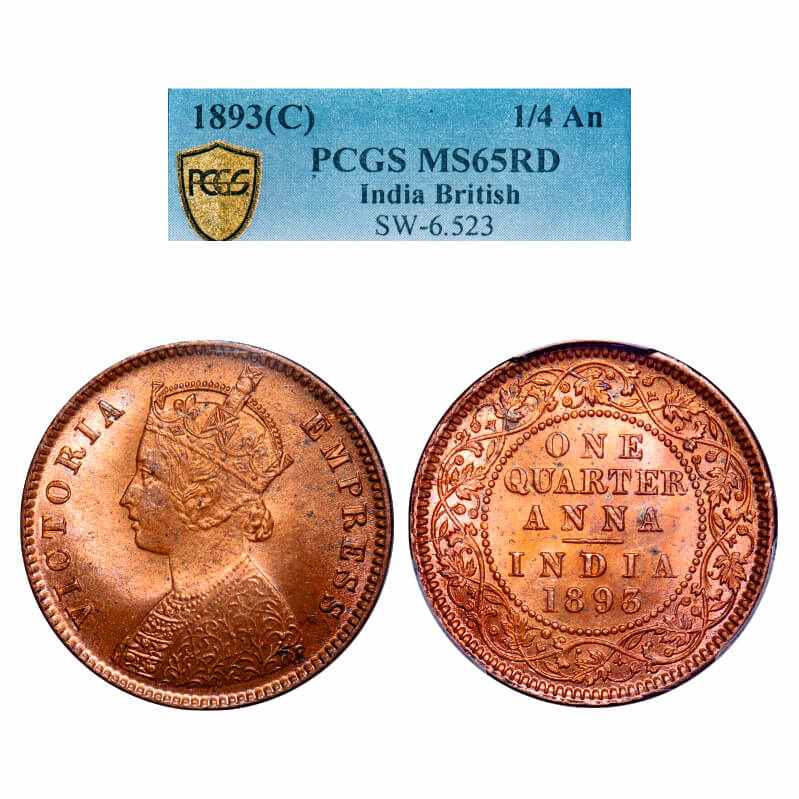 1893(C) 1/4 An
PCGS MS65RD
PCGS
India British
SW-6.523
VICTORIA EMPRESS
ONE
QUARTER
ANNA
INDIA
1893